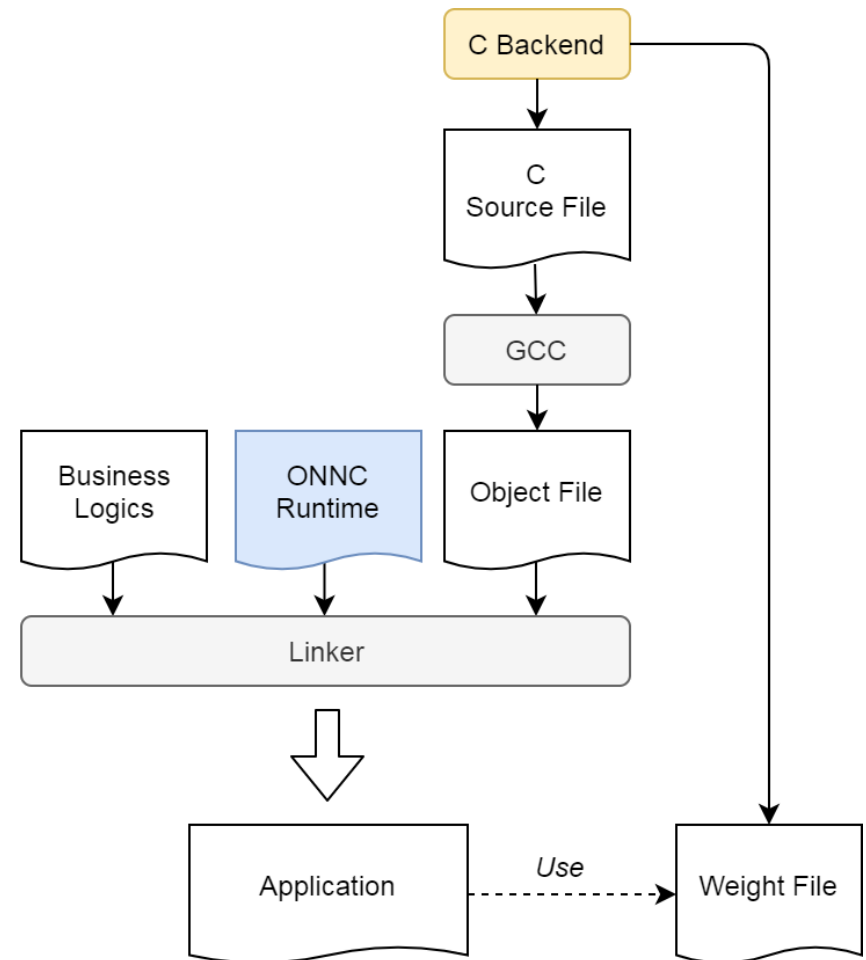 C Backend
C
Source File
GCC
Business
Logics
ONNC
Runtime
Object File
Linker
Application
Use
Weight File